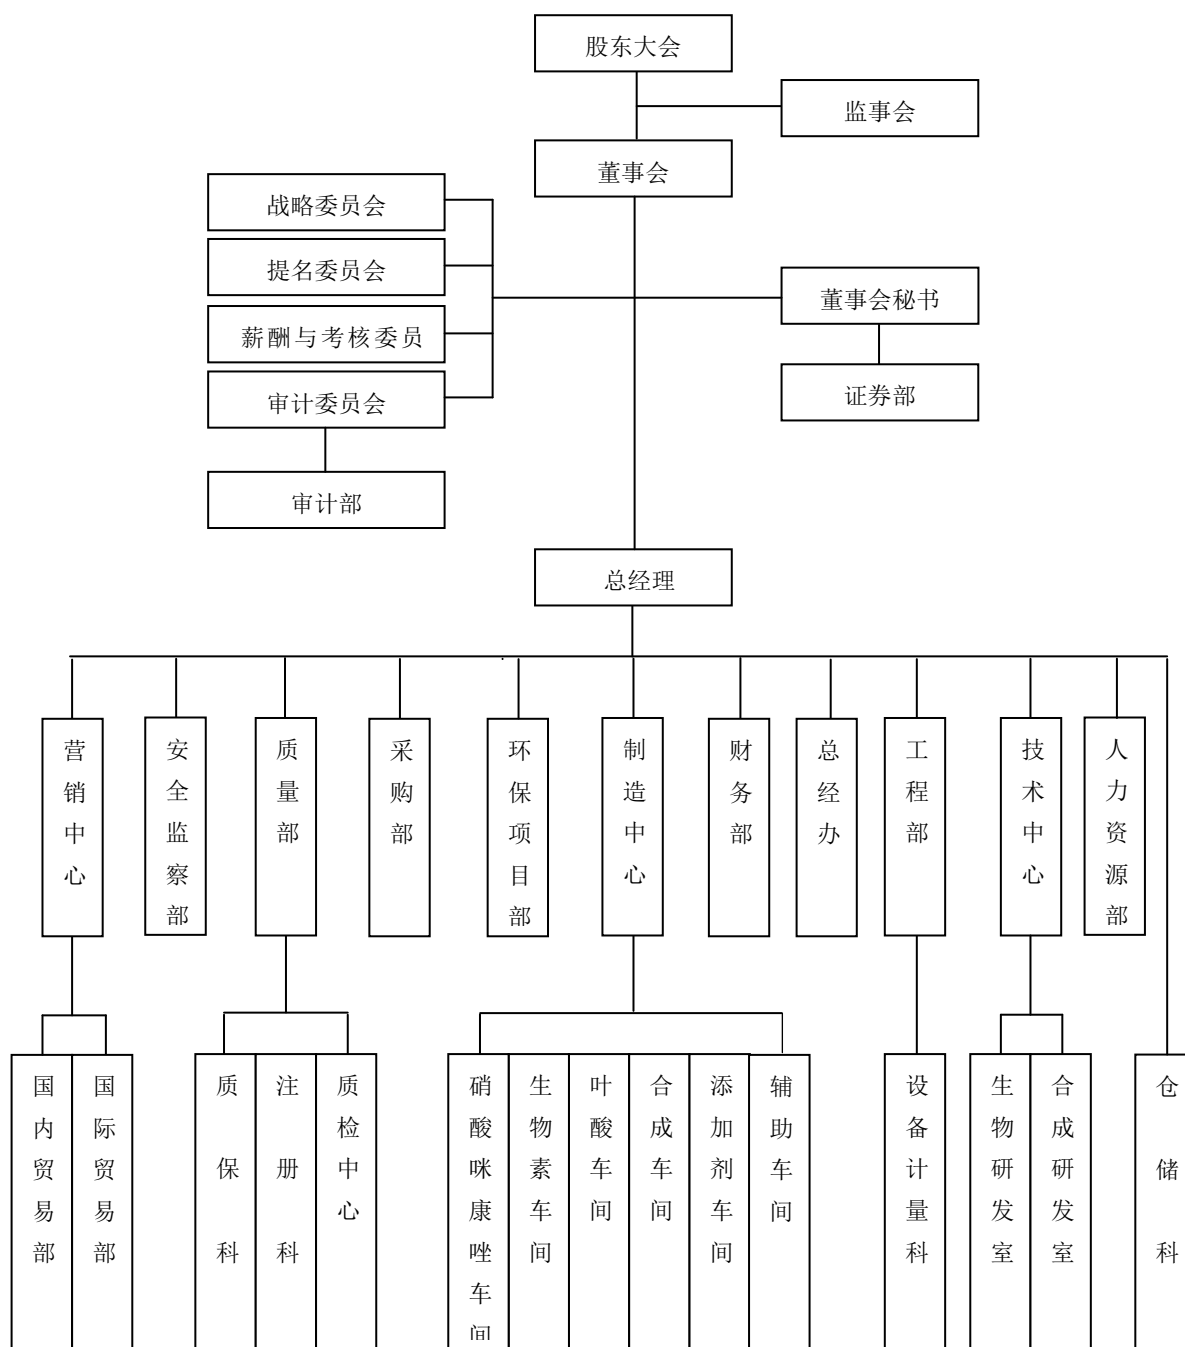 股东大会
监事会
董事会
战略委员会
提名委员会
董事会秘书
薪酬与考核委员
审计委员会
证券部
审计部
总经理
营销中心
安全监察部
质量部
采购部
环保项目部
制造中心
财务部
总经办
工程部
技术中心
人力资源部
国内贸易部
国际贸易部
质保科
注册科
质检中心
硝酸咪康唑车间
生物素车间
叶酸车间
合成车间
添加剂车间
辅助车间
设备计量科
生物研发室
合成研发室
仓储科